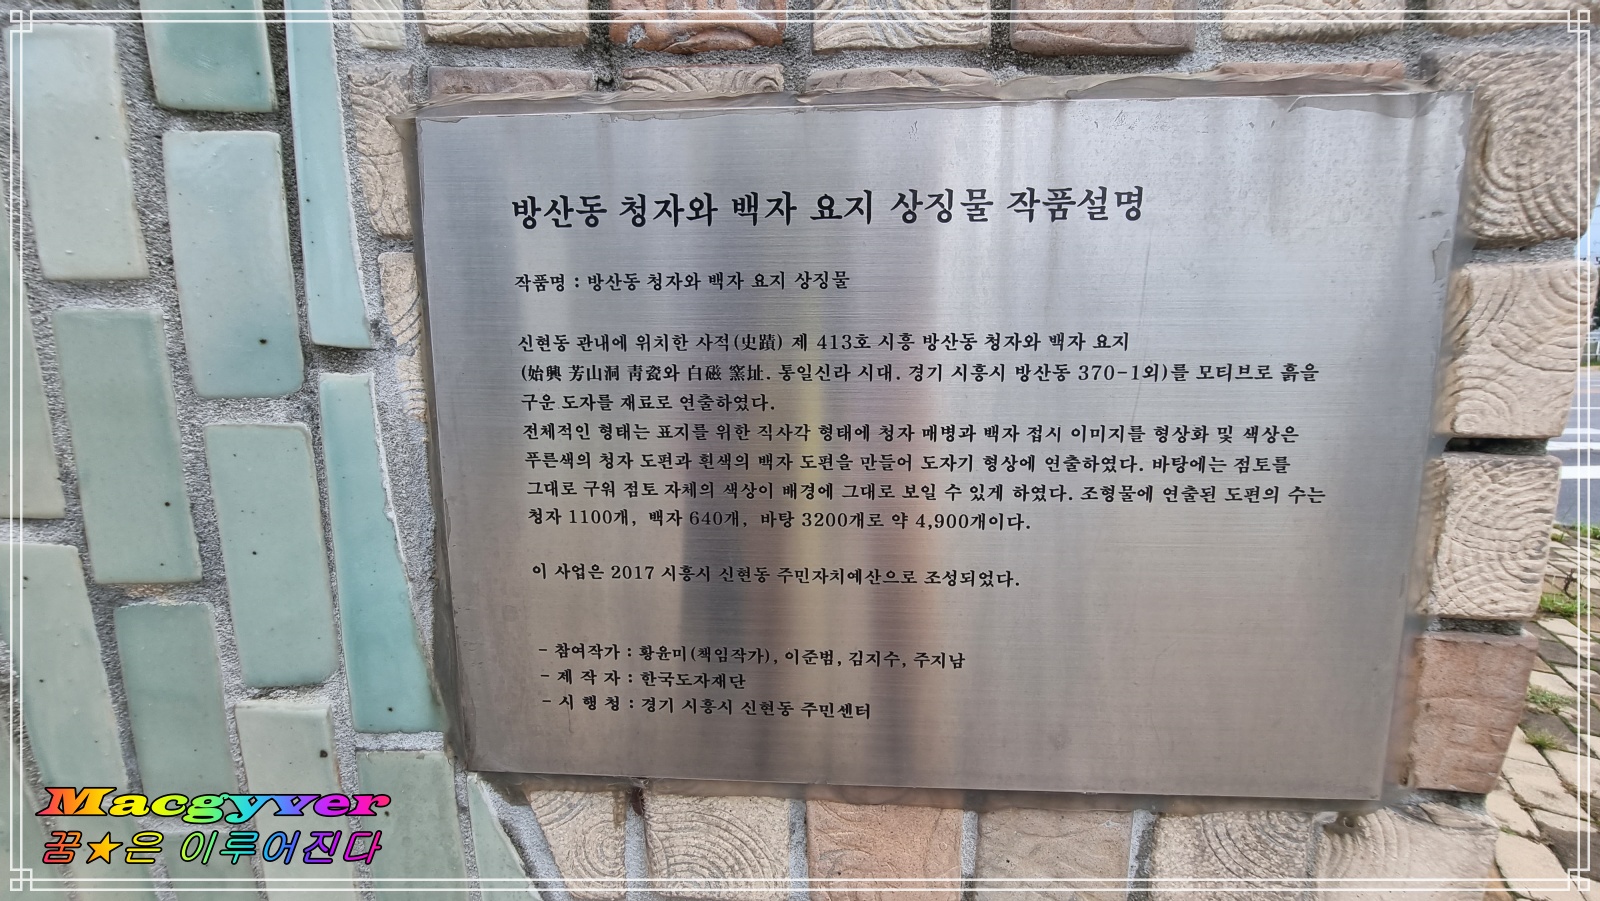 방산동 청자와 백자 요지 상징물 작품설명
작품명 : 방산동 청자와 백자 요지 상징물
신현동 관내에 위치한 사적(史蹟) 제 413호 시흥 방산동 청자와 백자 요지
(始興 芳山洞 靑瓷와 白磁 窯址. 통일신라 시대. 경기 시흥시 방산동 370-1외)를 모티브로 흙을
구운 도자를 재료로 연출하였다.
전체적인 형태는 표지를 위한 직사각 형태에 청자 매병과 백자 접시 이미지를 형상화 및 색상은
푸른색의 청자 도편과 흰색의 백자 도편을 만들어 도자기 형상에 연출하였다. 바탕에는 점토를
그대로 구워 점토 자체의 색상이 배경에 그대로 보일 수 있게 하였다. 조형물에 연출된 도편의 수는
청자 1100개, 백자 640개, 바탕 3200개로 약 4,900개이다.
이 사업은 2017 시흥시 신현동 주민자치예산으로 조성되었다.
- 참여작가 : 황윤미(책임작가), 이준범, 김지수, 주지남
- 제 작 자 : 한국도자재단
- 시 행 청 : 경기 시흥시 신현동 주민센터
Macgyver
꿈★은 이루어진다